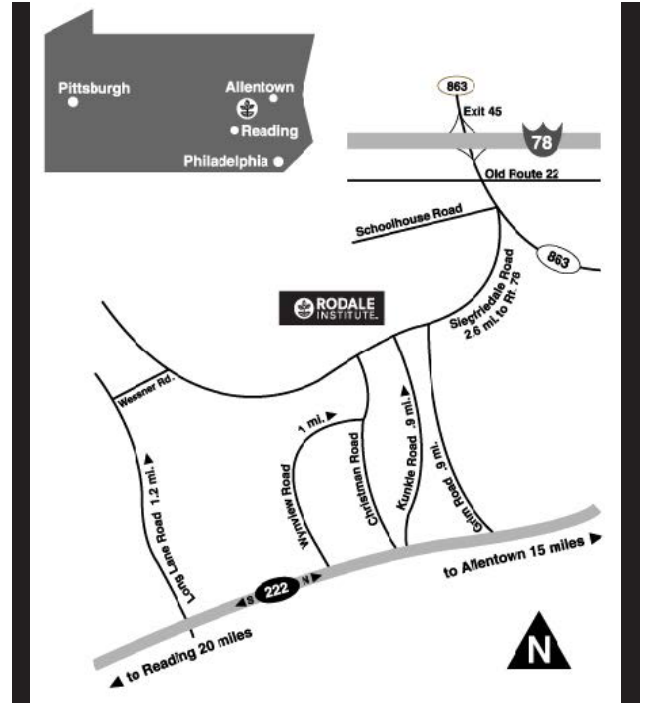 Pittsburgh
Allentown
Reading
Philadelphia
863
Exit 45
78
Old Route 22
Schoolhouse Road
863
Siegfriedale Road
2.6 mi. to Rt. 78
RODALE
INSTITUTE
Wessner Rd.
1 mi.
Long Lane Road 1.2 mi.
Wynview Road
Christman Road
Kunkle Road .9 mi.
Grim Road .9 mi.
S 222 N
to Allentown 15 miles
to Reading 20 miles
N